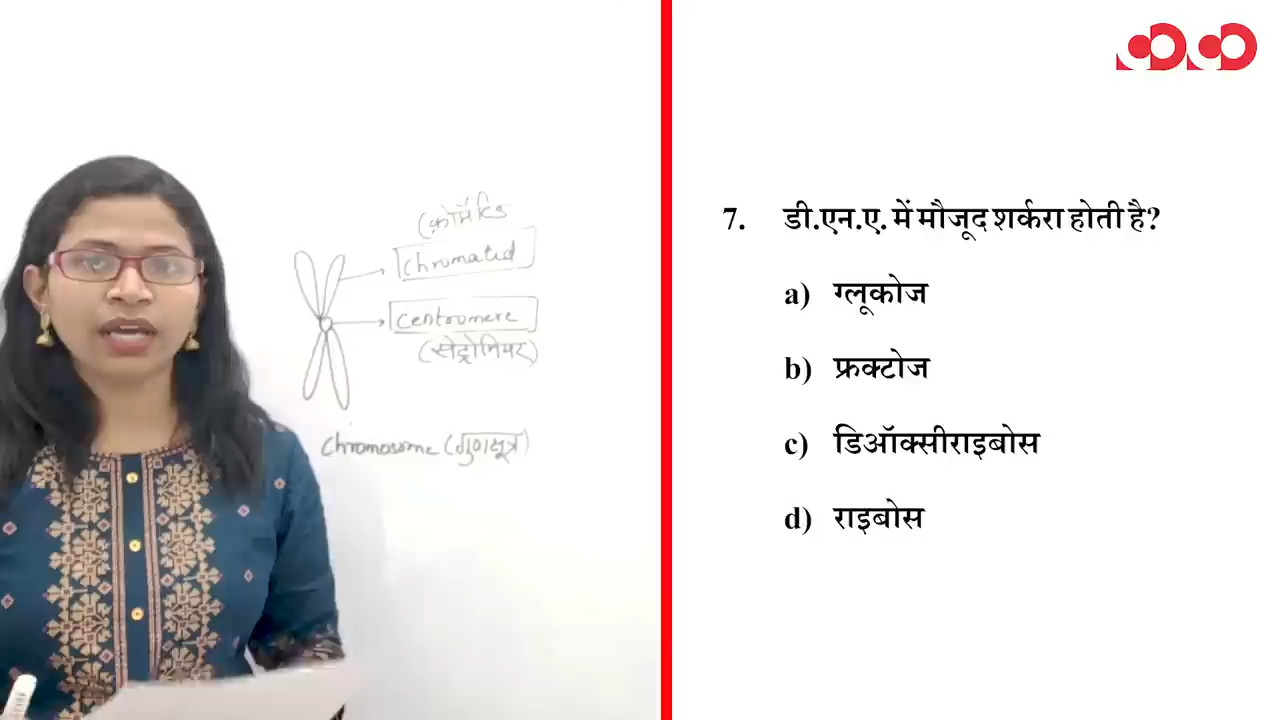 (क्रोमैटिड
chromatid
centromere
(सेंट्रोमियर)
Chromosome (गुणसूत्र)
7. डी.एन.ए. में मौजूद शर्करा होती है?
a) ग्लूकोज
b) फ्रक्टोज
c) डिऑक्सीराइबोस
d) राइबोस